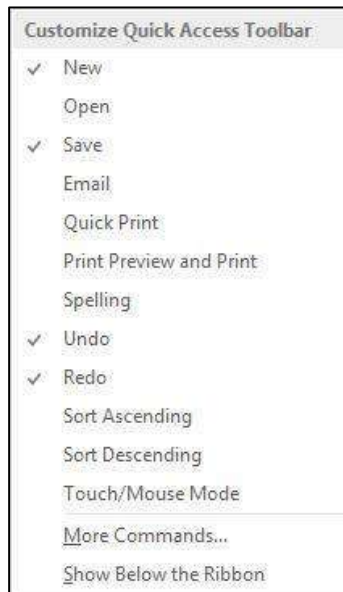 Customize Quick Access Toolbar
New
Open
Save
Email
Quick Print
Print Preview and Print
Spelling
Undo
Redo
Sort Ascending
Sort Descending
Touch/Mouse Mode
More Commands...
Show Below the Ribbon